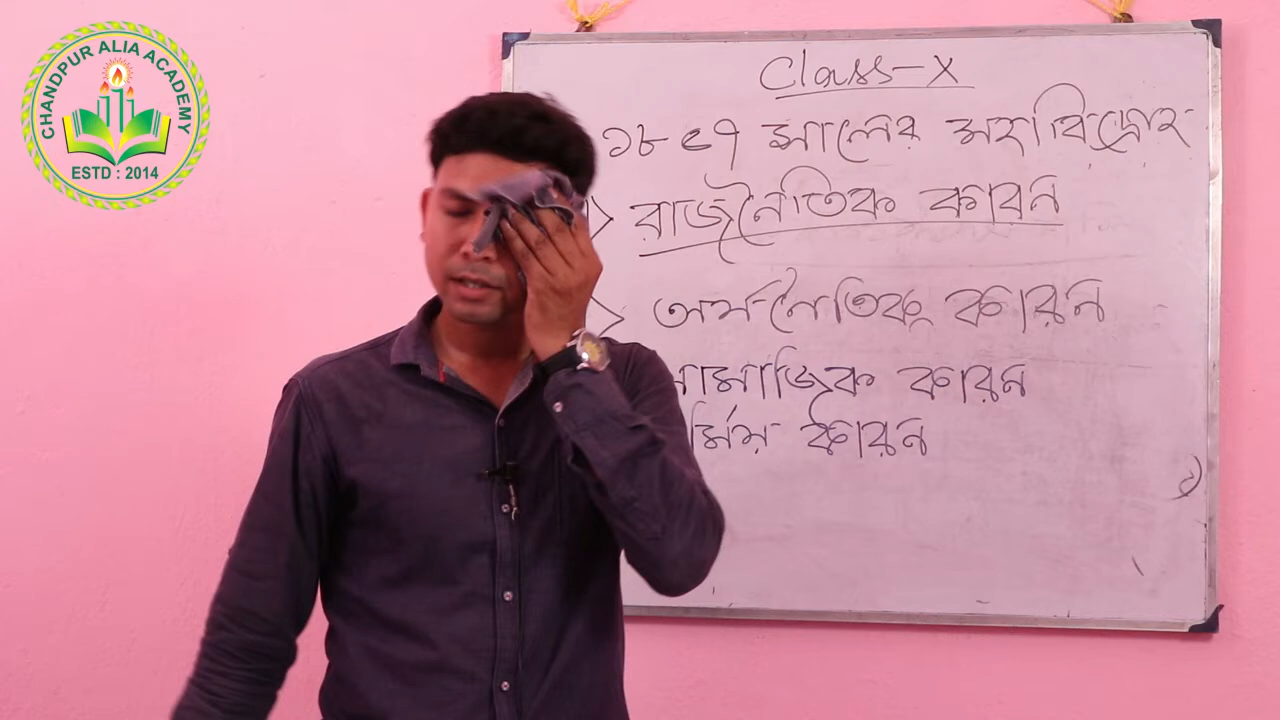 CHANDPUR ALIA ACADEMY
ESTD : 2014
Class-X
১৮৫৭ সালের মহাবিদ্রোহ
> রাজনৈতিক কারন
> অর্থনৈতিক কারন
কারন
কারন